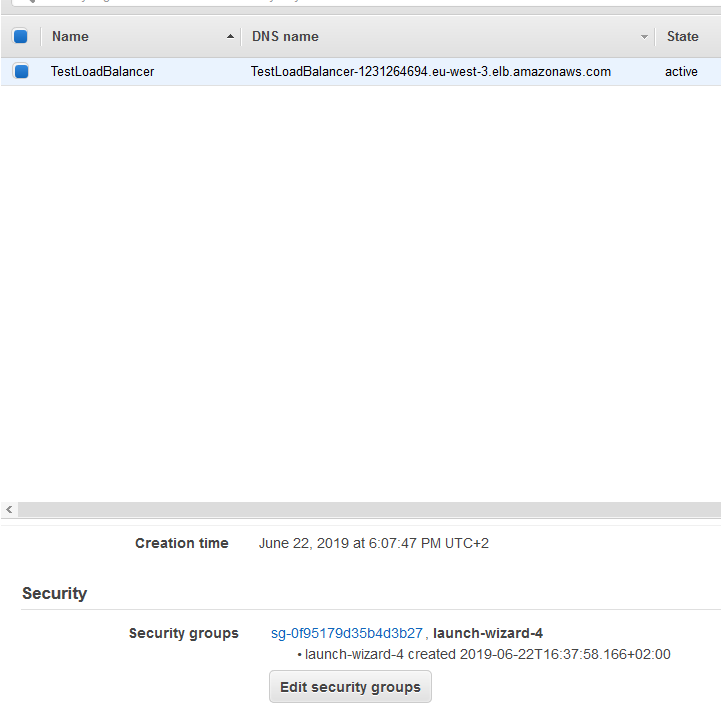 Name DNS name State
TestLoadBalancer TestLoadBalancer-1231264694.eu-west-3.elb.amazonaws.com active
Creation time June 22, 2019 at 6:07:47 PM UTC+2
Security
Security groups sg-0f95179d35b4d3b27, launch-wizard-4
• launch-wizard-4 created 2019-06-22T16:37:58.166+02:00
Edit security groups